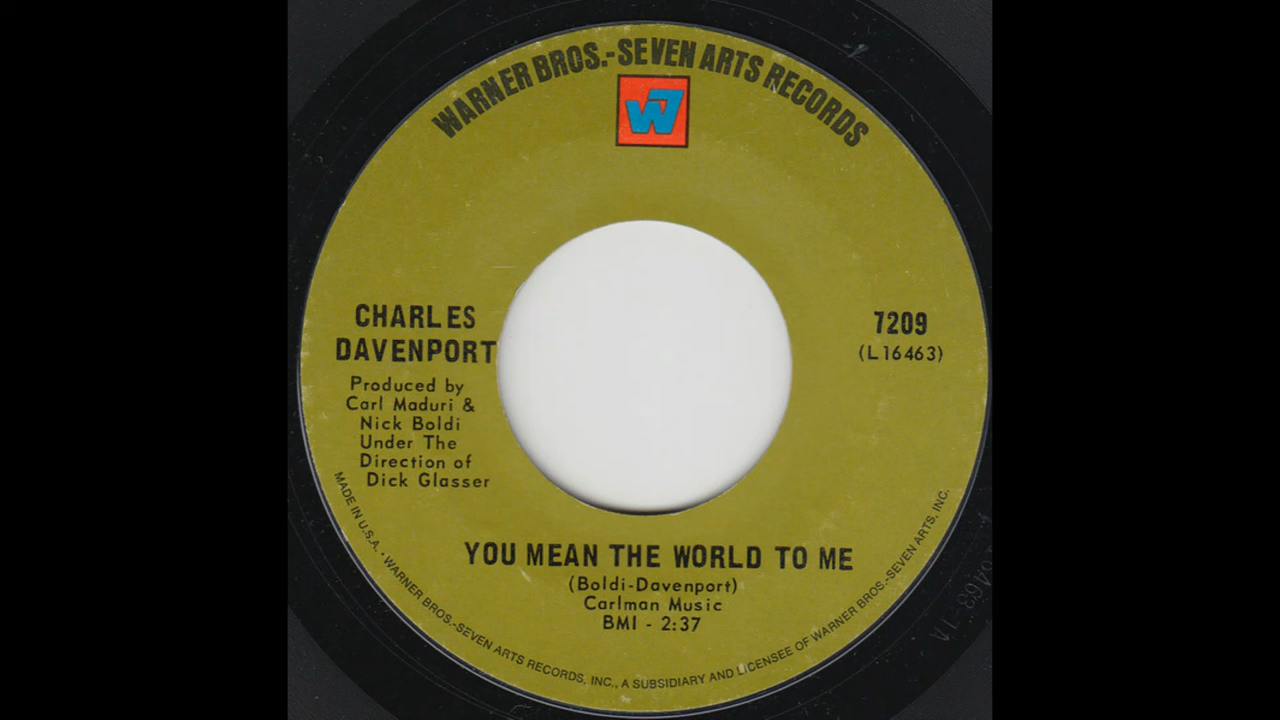 WARNER BROS.-SEVEN ARTS RECORDS
W7
CHARLES
DAVENPORT
Produced by
Carl Maduri &
Nick Boldi
Under The
Direction of
Dick Glasser
7209
(L16463)
YOU MEAN THE WORLD TO ME
(Boldi-Davenport)
Carlman Music
BMI - 2:37
MADE IN U.S.A. • WARNER BROS.-SEVEN ARTS RECORDS, INC., A SUBSIDIARY AND LICENSEE OF WARNER BROS.-SEVEN ARTS, INC.